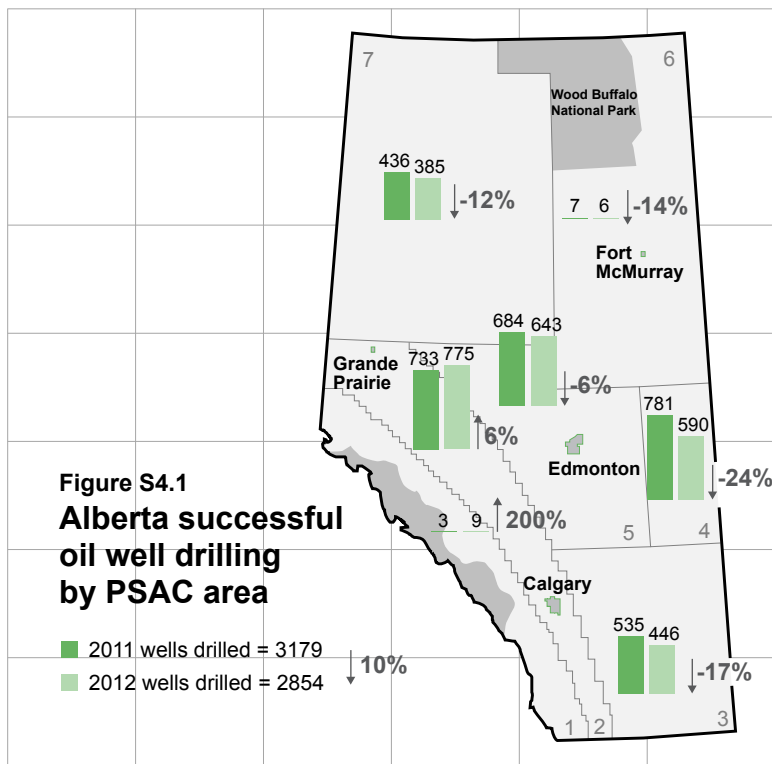 7
6
Wood Buffalo
National Park
436
385
-12%
7
6
-14%
Fort
McMurray
684
643
-6%
Grande
Prairie
733
775
6%
781
590
-24%
Edmonton
Figure S4.1
Alberta successful
oil well drilling
by PSAC area
3
9
200%
5
4
Calgary
535
446
-17%
2011 wells drilled = 3179
2012 wells drilled = 2854
10%
1
2
3